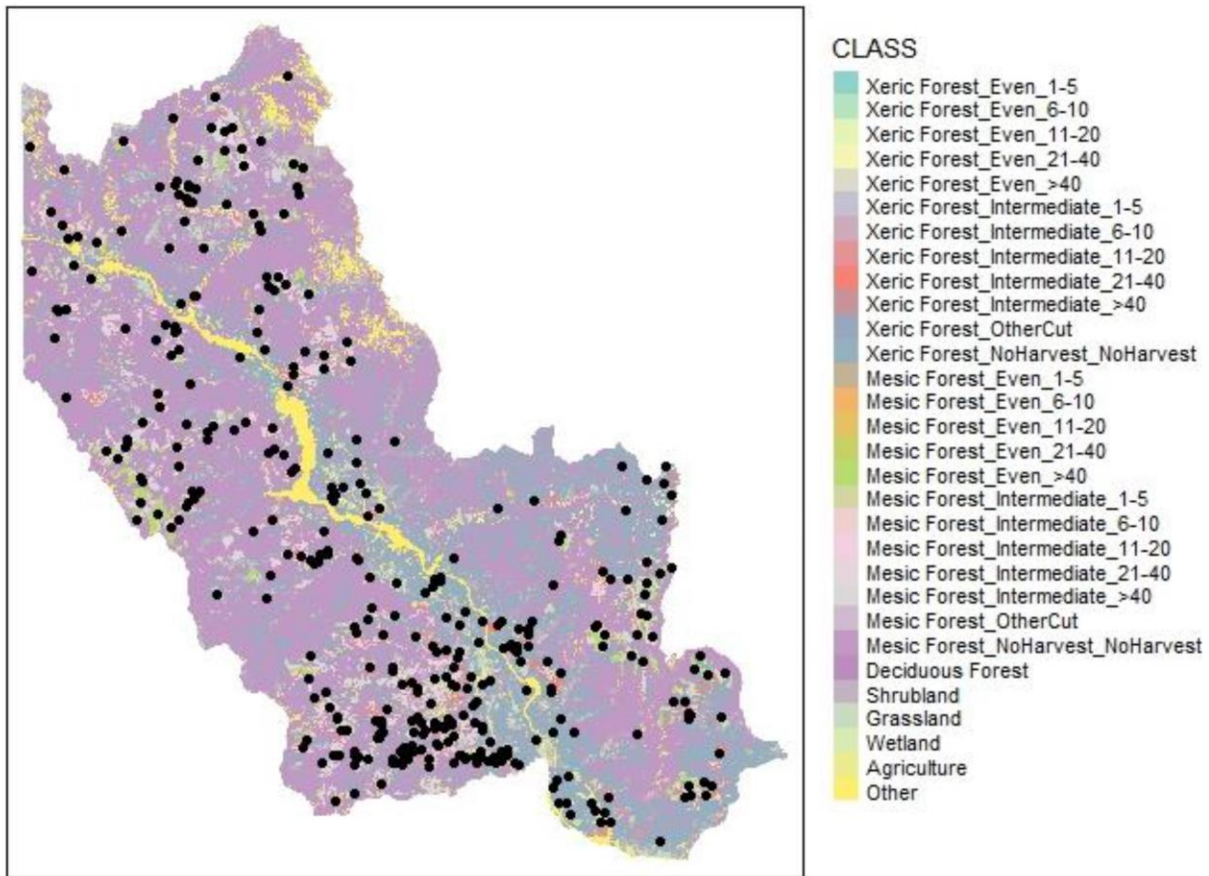 CLASS
Xeric Forest_Even_1-5
Xeric Forest_Even_6-10
Xeric Forest_Even_11-20
Xeric Forest_Even_21-40
Xeric Forest_Even_>40
Xeric Forest_Intermediate_1-5
Xeric Forest_Intermediate_6-10
Xeric Forest_Intermediate_11-20
Xeric Forest_Intermediate_21-40
Xeric Forest_Intermediate_>40
Xeric Forest_OtherCut
Xeric Forest_NoHarvest_NoHarvest
Mesic Forest_Even_1-5
Mesic Forest_Even_6-10
Mesic Forest_Even_11-20
Mesic Forest_Even_21-40
Mesic Forest_Even_>40
Mesic Forest_Intermediate_1-5
Mesic Forest_Intermediate_6-10
Mesic Forest_Intermediate_11-20
Mesic Forest_Intermediate_21-40
Mesic Forest_Intermediate_>40
Mesic Forest_OtherCut
Mesic Forest_NoHarvest_NoHarvest
Deciduous Forest
Shrubland
Grassland
Wetland
Agriculture
Other